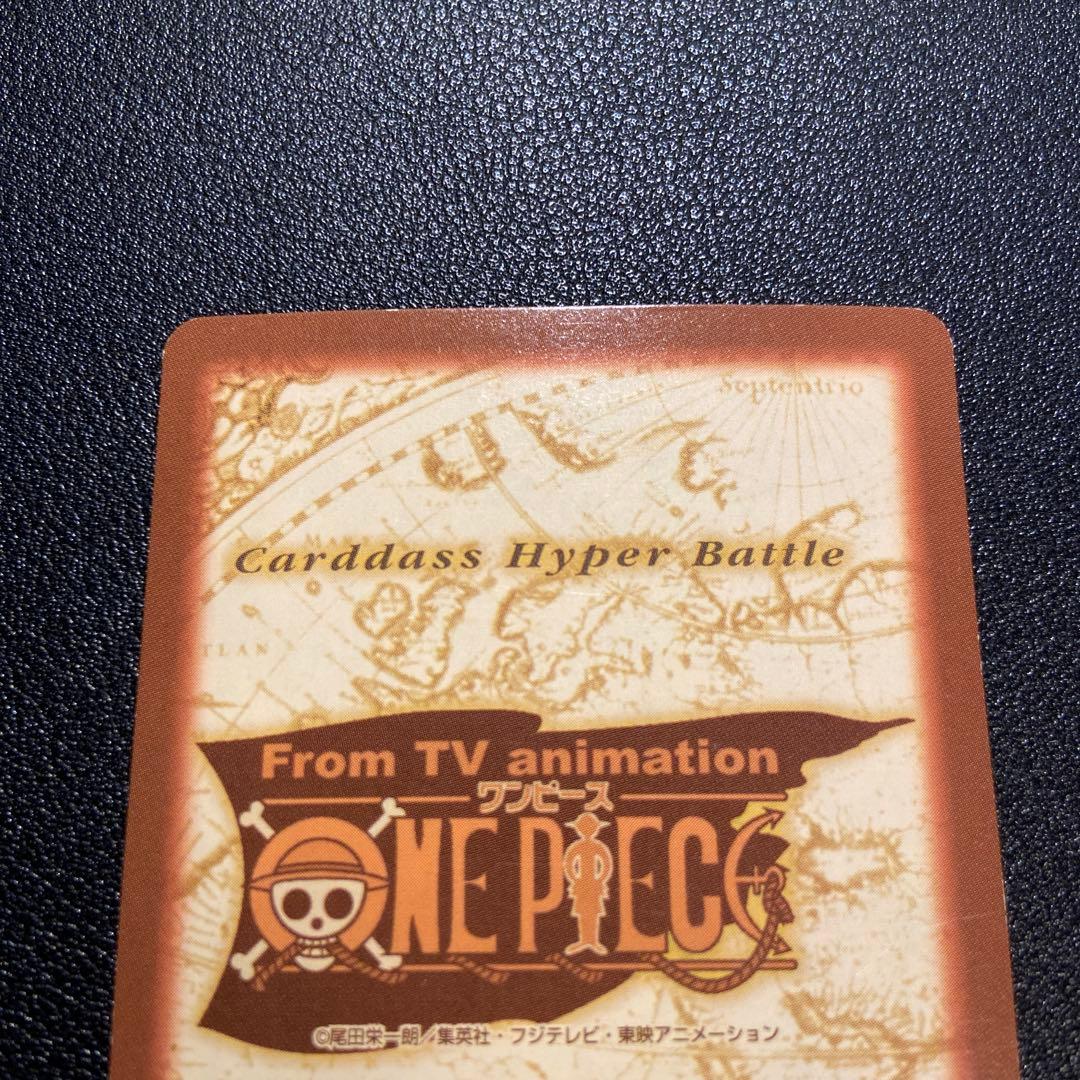 Septentrio
Carddass Hyper Battle
TLAN
From TV animation
ワンピース
ONE PIECE
©尾田栄一郎／集英社・フジテレビ・東映アニメーション